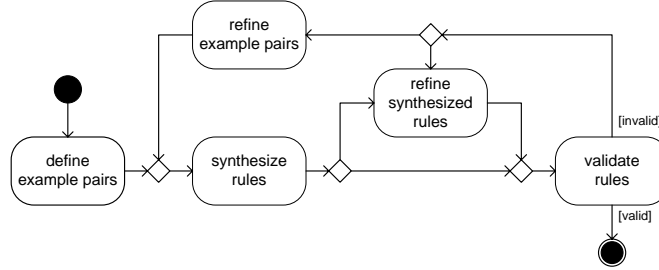 refine
example pairs
refine
synthesized
rules
[invalid]
define
example pairs
synthesize
rules
validate
rules
[valid]